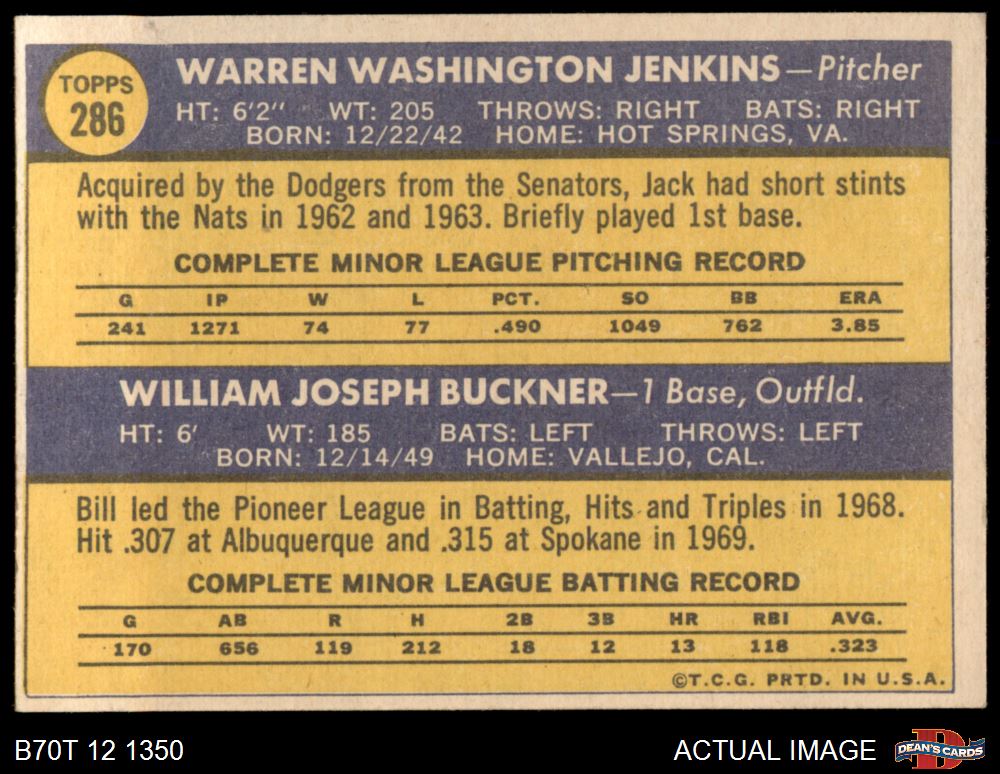 TOPPS
286
WARREN WASHINGTON JENKINS—Pitcher
HT: 6'2" WT: 205 THROWS: RIGHT BATS: RIGHT
BORN: 12/22/42 HOME: HOT SPRINGS, VA.
Acquired by the Dodgers from the Senators, Jack had short stints
with the Nats in 1962 and 1963. Briefly played 1st base.
COMPLETE MINOR LEAGUE PITCHING RECORD
G IP W L PCT. SO BB ERA
241 1271 74 77 .490 1049 762 3.85
WILLIAM JOSEPH BUCKNER—1 Base, Outfld.
HT: 6' WT: 185 BATS: LEFT THROWS: LEFT
BORN: 12/14/49 HOME: VALLEJO, CAL.
Bill led the Pioneer League in Batting, Hits and Triples in 1968.
Hit .307 at Albuquerque and .315 at Spokane in 1969.
COMPLETE MINOR LEAGUE BATTING RECORD
G AB R H 2B 3B HR RBI AVG.
170 656 119 212 18 12 13 118 .323
©T.C.G. PRTD. IN U.S.A.
B70T 12 1350
ACTUAL IMAGE
D
DEAN'S CARDS